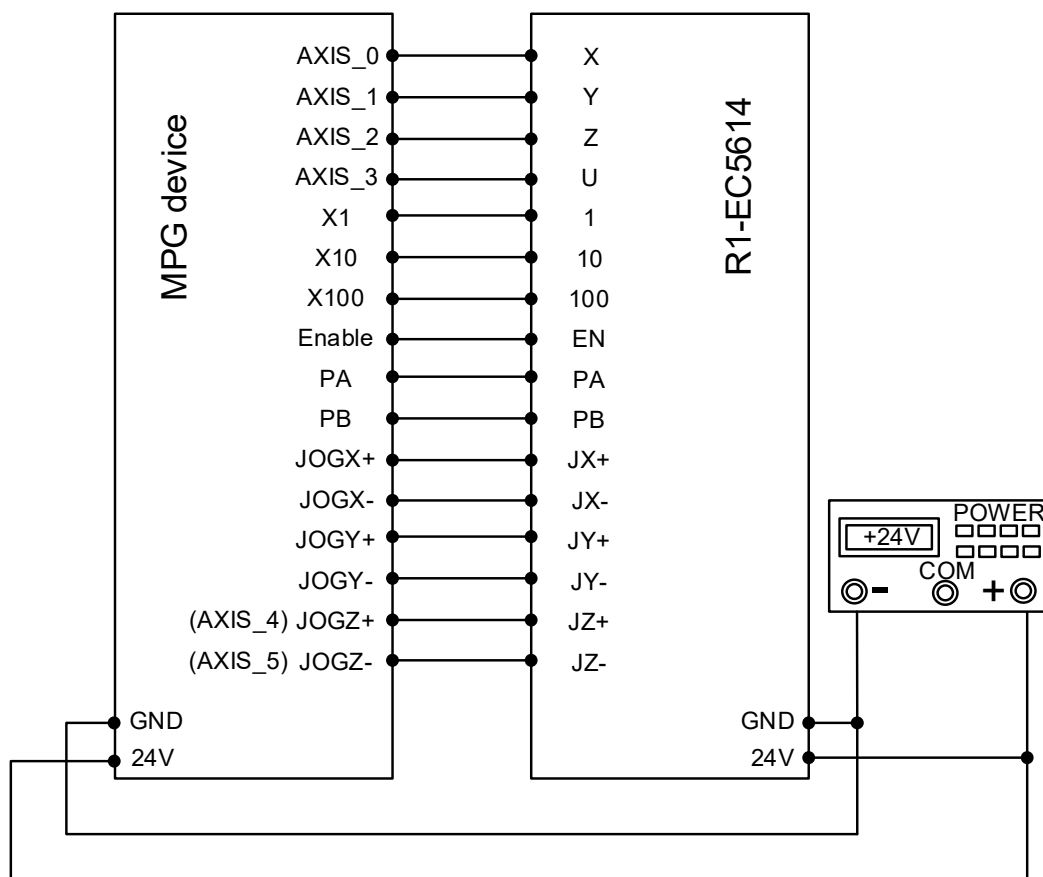 MPG device
AXIS_0
AXIS_1
AXIS_2
AXIS_3
X1
X10
X100
Enable
PA
PB
JOGX+
JOGX-
JOGY+
JOGY-
(AXIS_4) JOGZ+
(AXIS_5) JOGZ-
GND
24V
R1-EC5614
X
Y
Z
U
1
10
100
EN
PA
PB
JX+
JX-
JY+
JY-
JZ+
JZ-
GND
24V
POWER
+24V
COM
- +